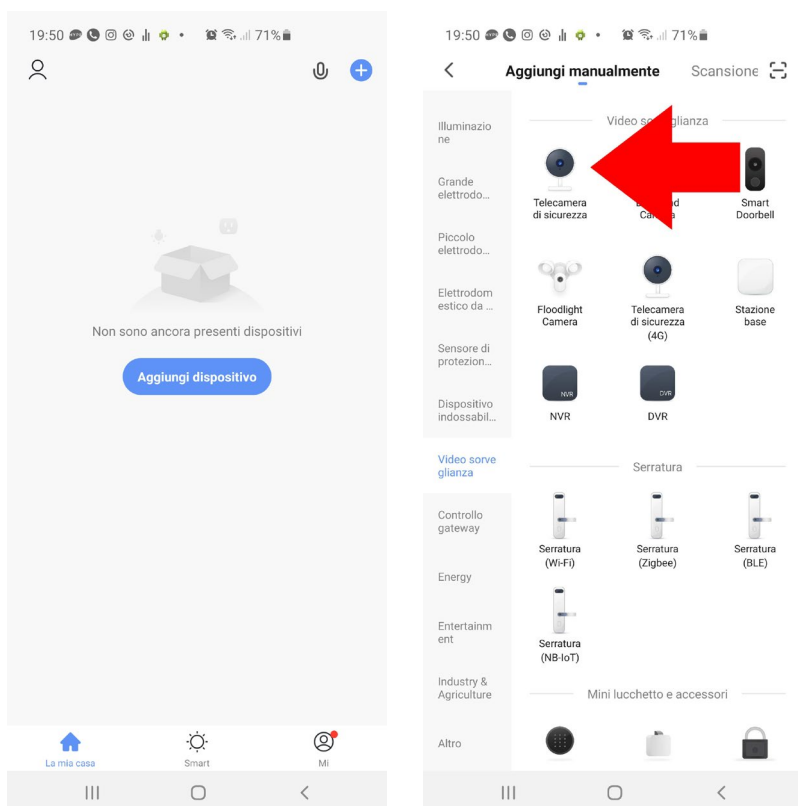 19:50
71%
Non sono ancora presenti dispositivi
Aggiungi dispositivo
La mia casa
Smart
Mi
19:50
71%
Aggiungi manualmente
Scansione
Illuminazio
ne
Grande
elettrodo...
Piccolo
elettrodo...
Elettrodom
estico da ...
Sensore di
protezion...
Dispositivo
indossabil...
Video sorve
glianza
Controllo
gateway
Energy
Entertainm
ent
Industry &
Agriculture
Altro
Video
Telecamera
di sicurezza
Smart
Doorbell
Floodlight
Camera
Telecamera
di sicurezza
(4G)
Stazione
base
NVR
NVR
DVR
DVR
Serratura
Serratura
(Wi-Fi)
Serratura
(Zigbee)
Serratura
(BLE)
Serratura
(NB-IoT)
Mini lucchetto e accessori